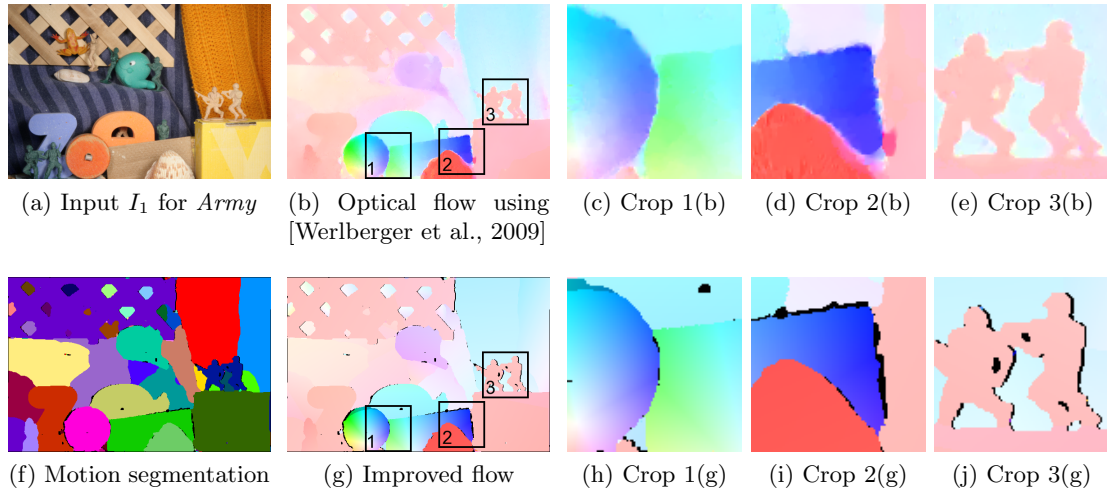 3
1
2
(a) Input I₁ for Army
(b) Optical flow using
[Werlberger et al., 2009]
(c) Crop 1(b)
(d) Crop 2(b)
(e) Crop 3(b)
3
1
2
(f) Motion segmentation
(g) Improved flow
(h) Crop 1(g)
(i) Crop 2(g)
(j) Crop 3(g)